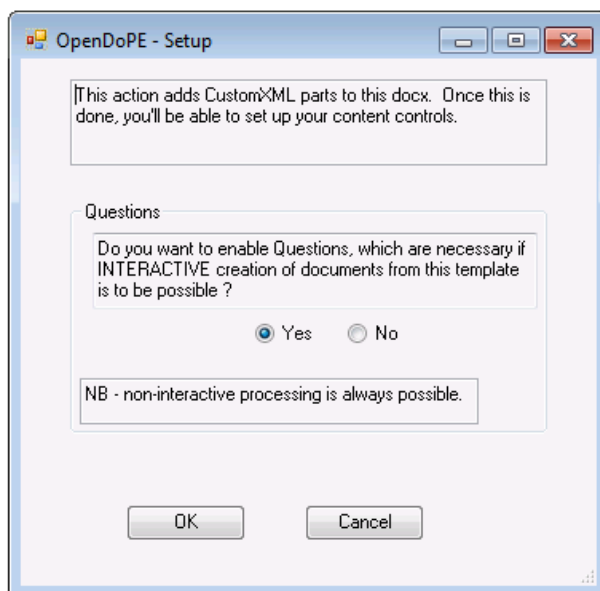 OpenDoPE - Setup
This action adds CustomXML parts to this docx.  Once this is
done, you'll be able to set up your content controls.
Questions
Do you want to enable Questions, which are necessary if
INTERACTIVE creation of documents from this template
is to be possible ?
Yes No
NB - non-interactive processing is always possible.
OK Cancel